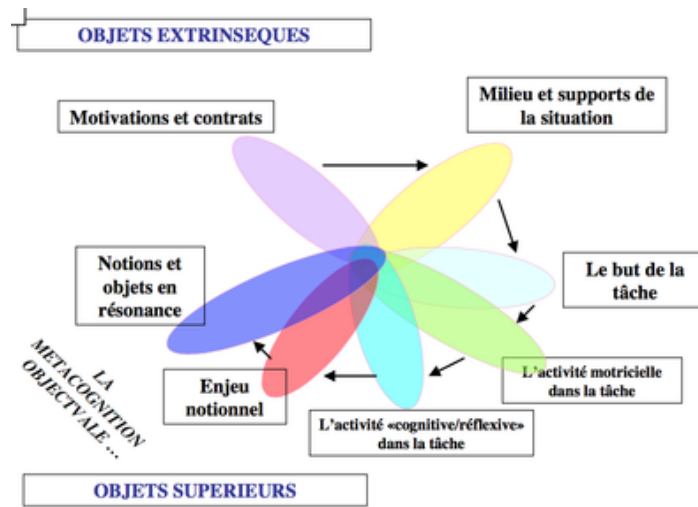 OBJETS EXTRINSEQUES
Motivations et contrats
Milieu et supports de
la situation
Notions et
objets en
résonance
Le but de la
tâche
L'activité motricielle
dans la tâche
Enjeu
notionnel
L'activité «cognitive/réflexive»
dans la tâche
LA
METACOGNITION
OBJECTVALE ...
OBJETS SUPERIEURS